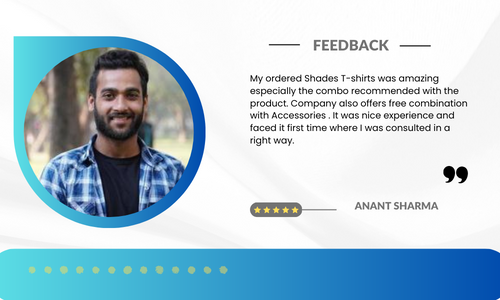 FEEDBACK
My ordered Shades T-shirts was amazing
especially the combo recommended with the
product. Company also offers free combination
with Accessories . It was nice experience and
faced it first time where I was consulted in a
right way.
”
ANANT SHARMA